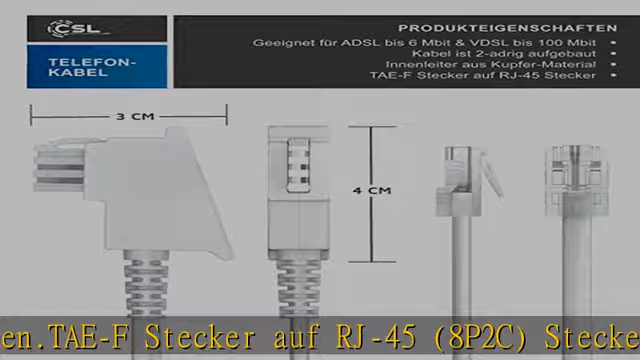 CSL
TELEFON-
KABEL
PRODUKTEIGENSCHAFTEN
Geeignet für ADSL bis 6 Mbit & VDSL bis 100 Mbit •
Kabel ist 2-adrig aufgebaut •
Innenleiter aus Kupfer-Material •
TAE-F Stecker auf RJ-45 Stecker •
3 CM
4 CM
en.TAE-F Stecker auf RJ-45 (8P2C) Stecke